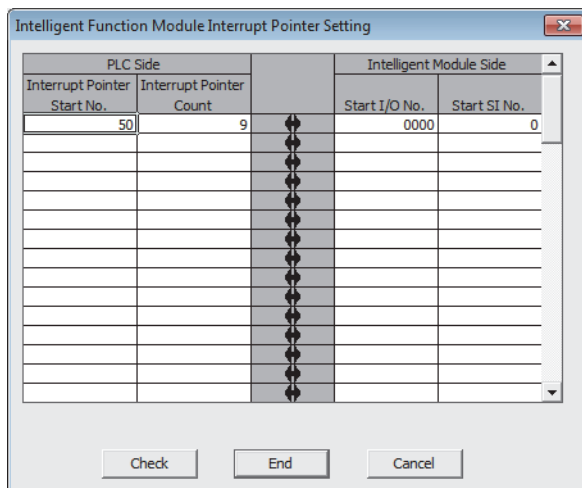 Intelligent Function Module Interrupt Pointer Setting
PLC Side Intelligent Module Side
Interrupt Pointer Interrupt Pointer
Start No. Count Start I/O No. Start SI No.
50 9 0000 0
Check End Cancel